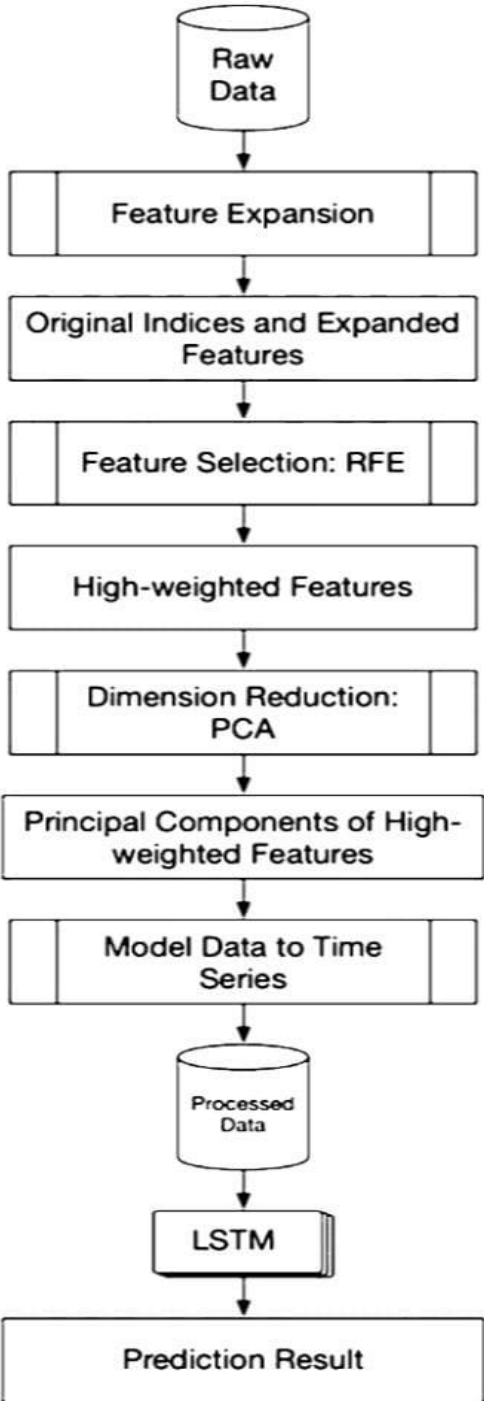 Raw
Data
Feature Expansion
Original Indices and Expanded
Features
Feature Selection: RFE
High-weighted Features
Dimension Reduction:
PCA
Principal Components of High-
weighted Features
Model Data to Time
Series
Processed
Data
LSTM
Prediction Result